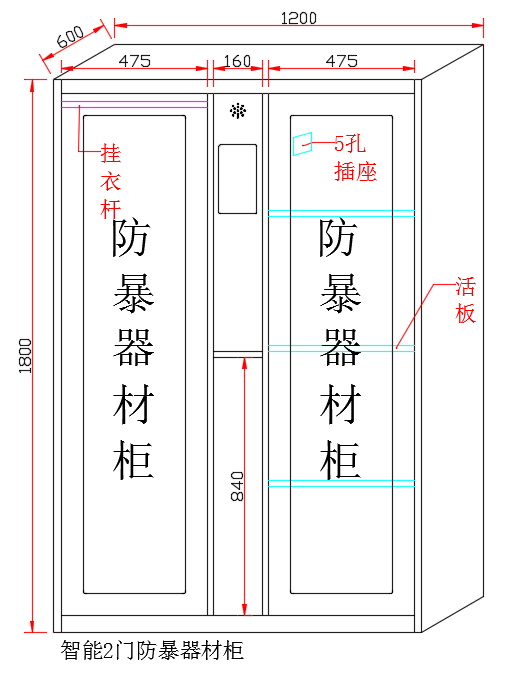 1200
600
475
160
475
挂
衣
杆
5孔
插座
防
暴
器
材
柜
防
暴
器
材
柜
活
板
1800
840
智能2门防暴器材柜